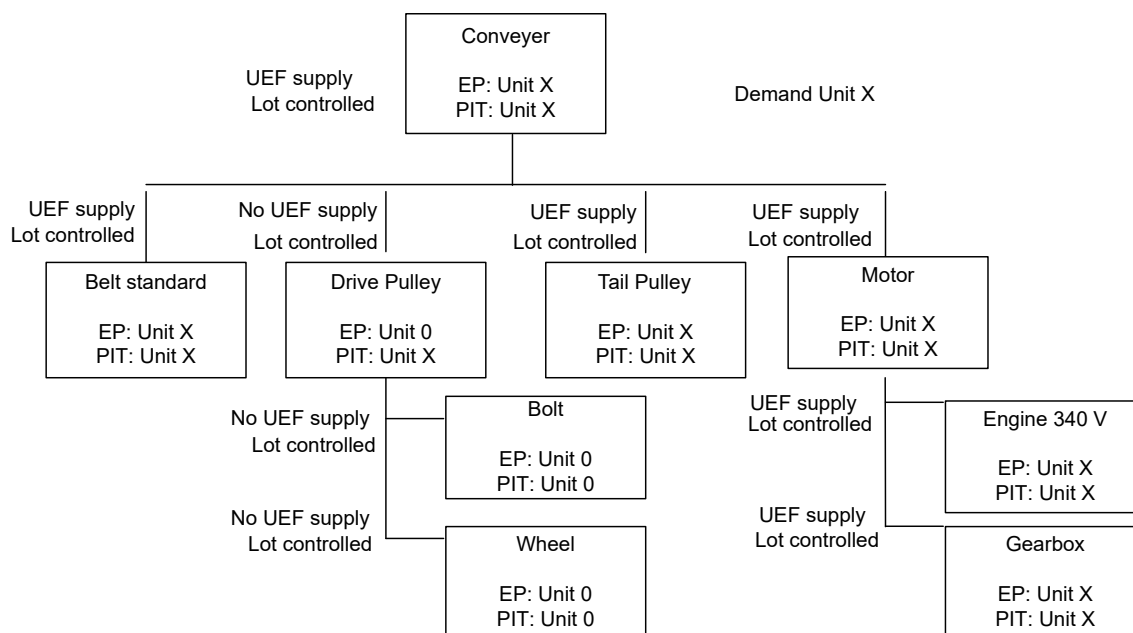 Conveyer
EP: Unit X
PIT: Unit X
UEF supply
Lot controlled
Demand Unit X
UEF supply
Lot controlled
Belt standard
EP: Unit X
PIT: Unit X
No UEF supply
Lot controlled
Drive Pulley
EP: Unit 0
PIT: Unit X
UEF supply
Lot controlled
Tail Pulley
EP: Unit X
PIT: Unit X
UEF supply
Lot controlled
Motor
EP: Unit X
PIT: Unit X
No UEF supply
Lot controlled
Bolt
EP: Unit 0
PIT: Unit 0
No UEF supply
Lot controlled
Wheel
EP: Unit 0
PIT: Unit 0
UEF supply
Lot controlled
Engine 340 V
EP: Unit X
PIT: Unit X
UEF supply
Lot controlled
Gearbox
EP: Unit X
PIT: Unit X